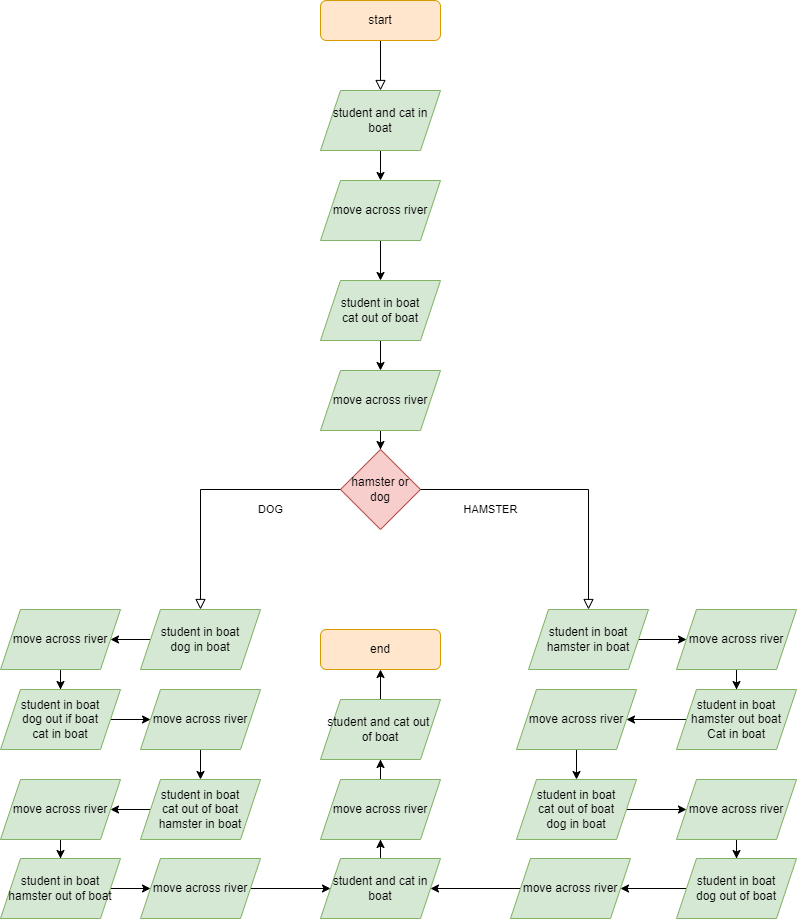 start
student and cat in
boat
move across river
student in boat
cat out of boat
move across river
hamster or
dog
DOG
HAMSTER
move across river
student in boat
dog in boat
end
student in boat
hamster in boat
move across river
student in boat
dog out if boat
cat in boat
move across river
student and cat out
of boat
move across river
student in boat
hamster out boat
Cat in boat
move across river
student in boat
cat out of boat
hamster in boat
move across river
student in boat
cat out of boat
dog in boat
move across river
student in boat
hamster out of boat
move across river
student and cat in
boat
move across river
student in boat
dog out of boat